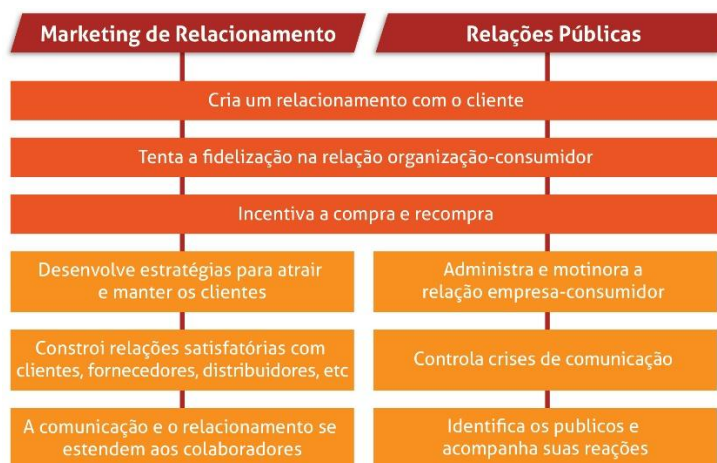 Marketing de Relacionamento
Relações Públicas
Cria um relacionamento com o cliente
Tenta a fidelização na relação organização-consumidor
Incentiva a compra e recompra
Desenvolve estratégias para atrair
e manter os clientes
Administra e motinora a
relação empresa-consumidor
Constroi relações satisfatórias com
clientes, fornecedores, distribuidores, etc
Controla crises de comunicação
A comunicação e o relacionamento se
estendem aos colaboradores
Identifica os publicos e
acompanha suas reações